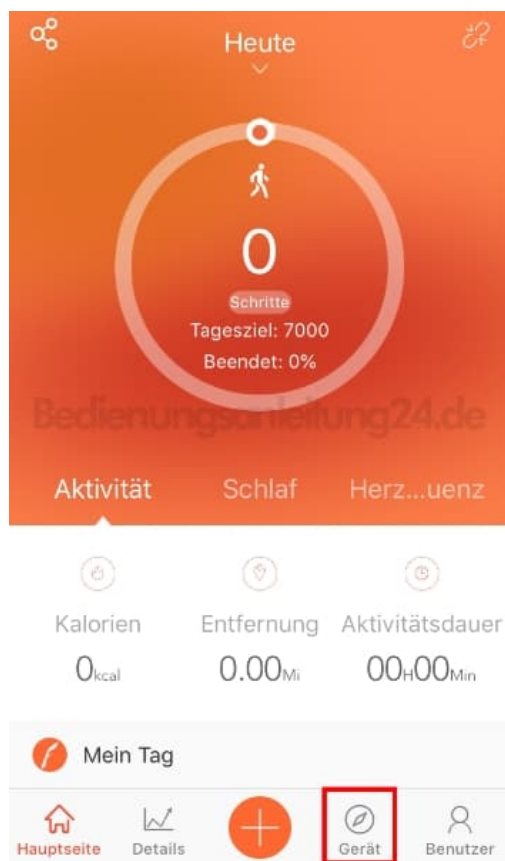 Heute
0
Schritte
Tagesziel: 7000
Beendet: 0%
Bedienungsanleitung24.de
Aktivität Schlaf Herz...uenz
Kalorien Entfernung Aktivitätsdauer
0kcal 0.00Mi 00H00Min
Mein Tag
Hauptseite Details Gerät Benutzer